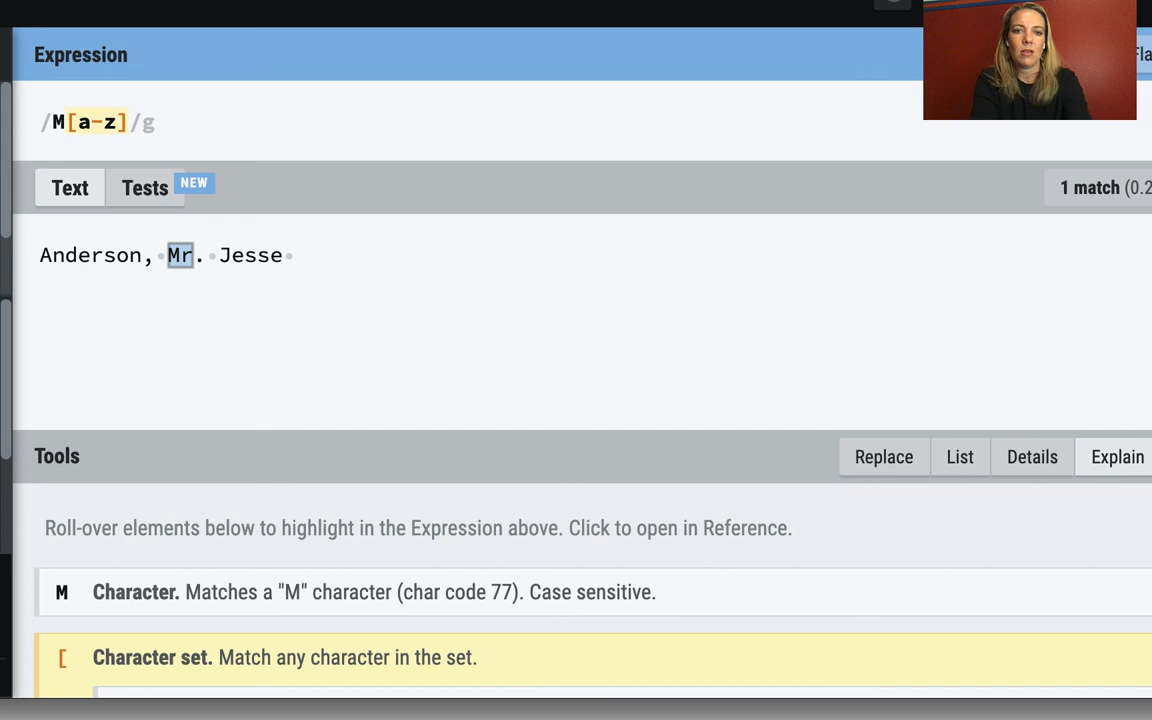 Expression
/M[a-z]/g
Text Tests NEW 1 match (0.2
Anderson, Mr. Jesse
Tools Replace List Details Explain
Roll-over elements below to highlight in the Expression above. Click to open in Reference.
M Character. Matches a "M" character (char code 77). Case sensitive.
[ Character set. Match any character in the set.